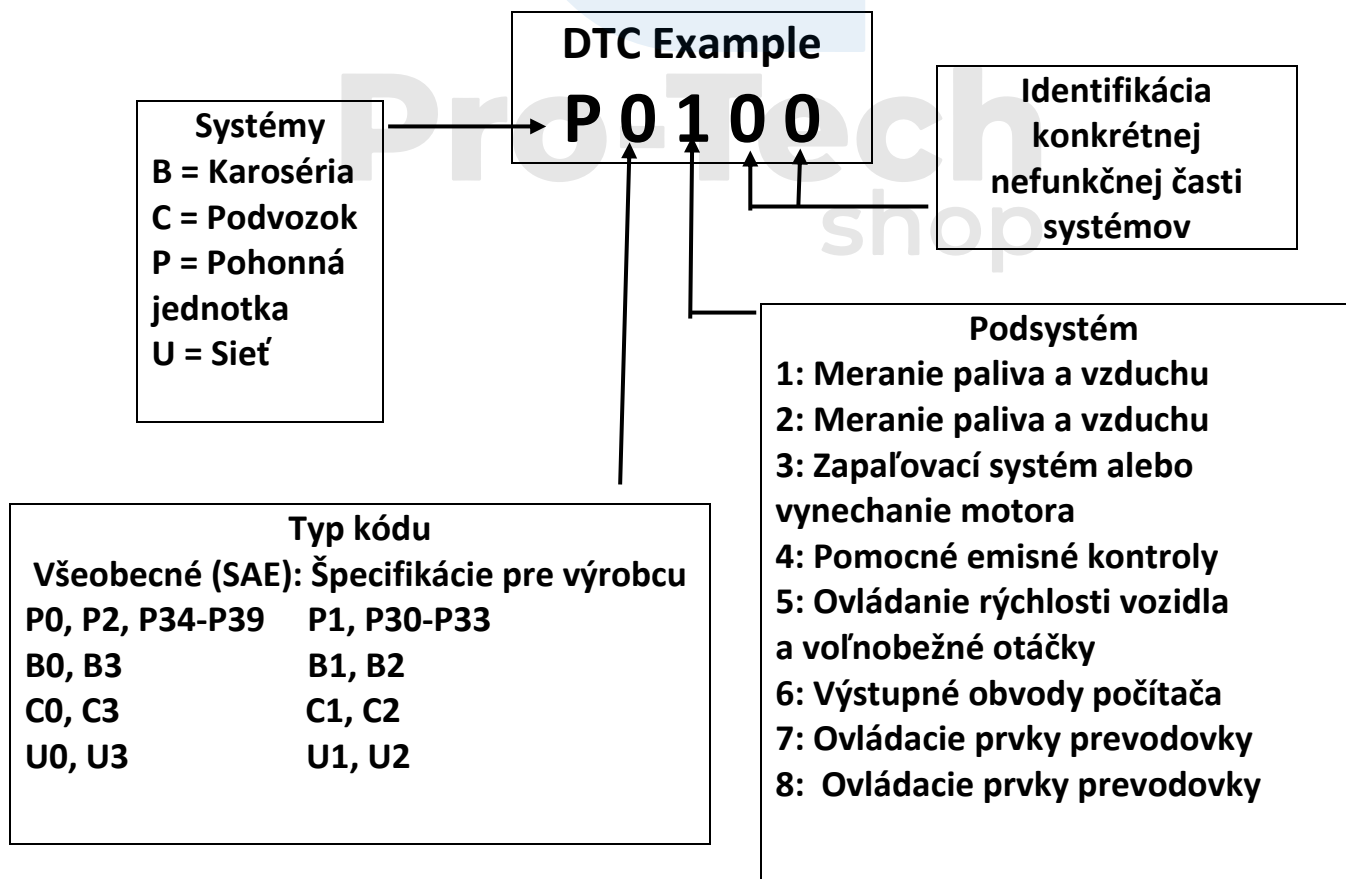 DTC Example
P 0 1 0 0
Pro-Tech
shop
Systémy
B = Karoséria
C = Podvozok
P = Pohonná
jednotka
U = Sieť
Identifikácia
konkrétnej
nefunkčnej časti
systémov
Podsystém
1: Meranie paliva a vzduchu
2: Meranie paliva a vzduchu
3: Zapaľovací systém alebo
vynechanie motora
4: Pomocné emisné kontroly
5: Ovládanie rýchlosti vozidla
a voľnobežné otáčky
6: Výstupné obvody počítača
7: Ovládacie prvky prevodovky
8: Ovládacie prvky prevodovky
Typ kódu
Všeobecné (SAE): Špecifikácie pre výrobcu
P0, P2, P34-P39 P1, P30-P33
B0, B3 B1, B2
C0, C3 C1, C2
U0, U3 U1, U2